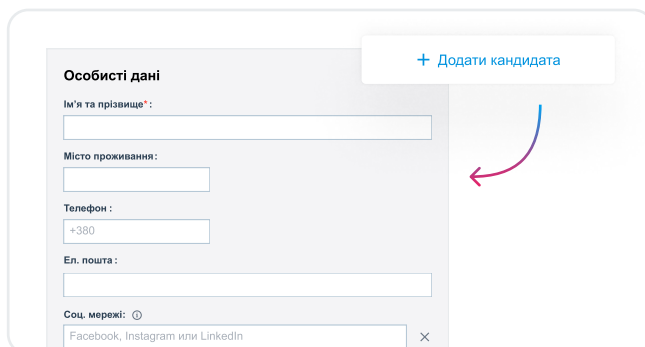 + Додати кандидата
Особисті дані
Ім'я та прізвище*:
Місто проживання:
Телефон :
+380
Ел. пошта :
Соц. мережі:
Facebook, Instagram или LinkedIn